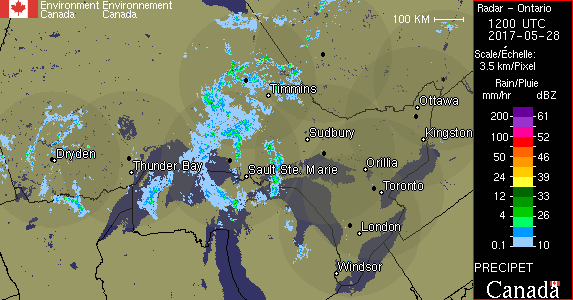 Environment Environnement
Canada Canada
100 KM
Timmins
Ottawa
Sudbury
Kingston
Dryden
Thunder Bay
Sault Ste. Marie
Orillia
Toronto
London
Windsor
Radar - Ontario
1200 UTC
2017-05-28
Scale/Échelle:
3.5 km/Pixel
Rain/Pluie
mm/hr dBZ
200 61
100 52
50 46
24 39
12 33
4 26
2 20
0.1 10
PRECIPET
Canada